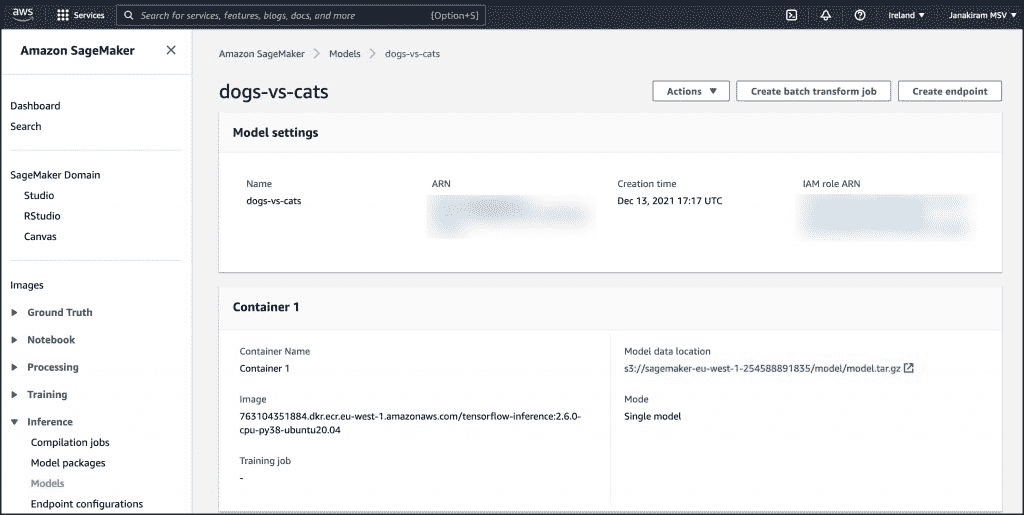 aws
Services
Search for services, features, blogs, docs, and more
[Option+S]
Ireland ▼
Janakiram MSV ▼
Amazon SageMaker
Dashboard
Search
SageMaker Domain
Studio
RStudio
Canvas
Images
Ground Truth
Notebook
Processing
Training
Inference
Compilation jobs
Model packages
Models
Endpoint configurations
Amazon SageMaker > Models > dogs-vs-cats
dogs-vs-cats
Actions ▼
Create batch transform job
Create endpoint
Model settings
Name
dogs-vs-cats
ARN
Creation time
Dec 13, 2021 17:17 UTC
IAM role ARN
Container 1
Container Name
Container 1
Image
763104351884.dkr.ecr.eu-west-1.amazonaws.com/tensorflow-inference:2.6.0-
cpu-py38-ubuntu20.04
Training job
-
Model data location
s3://sagemaker-eu-west-1-254588891835/model/model.tar.gz
Mode
Single model